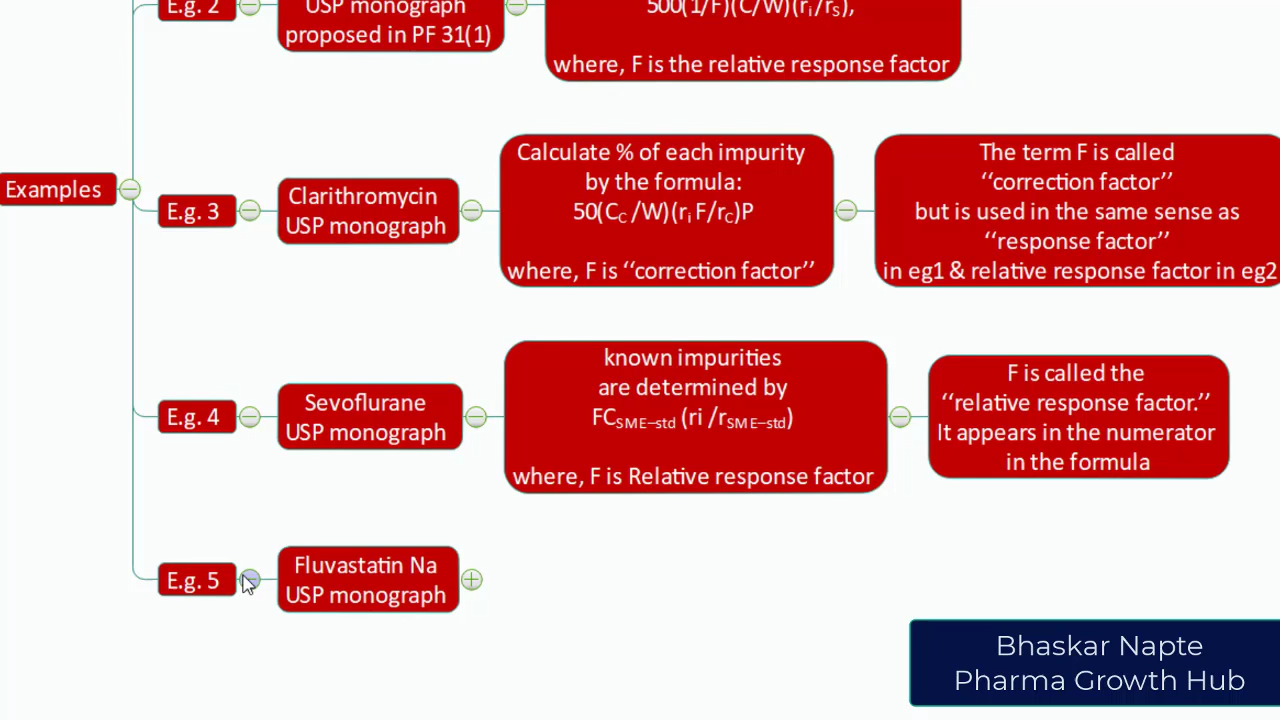 E.g. 2
USP monograph
proposed in PF 31(1)
500(1/F)(C/W)(rᵢ/rₛ),
where, F is the relative response factor
Examples
E.g. 3
Clarithromycin
USP monograph
Calculate % of each impurity
by the formula:
50(C_C /W)(rᵢ F/r_C)P
where, F is ‘‘correction factor’’
The term F is called
‘‘correction factor’’
but is used in the same sense as
‘‘response factor’’
in eg1 & relative response factor in eg2
E.g. 4
Sevoflurane
USP monograph
known impurities
are determined by
FC_SME–std (ri /r_SME–std)
where, F is Relative response factor
F is called the
‘‘relative response factor.’’
It appears in the numerator
in the formula
E.g. 5
Fluvastatin Na
USP monograph
Bhaskar Napte
Pharma Growth Hub